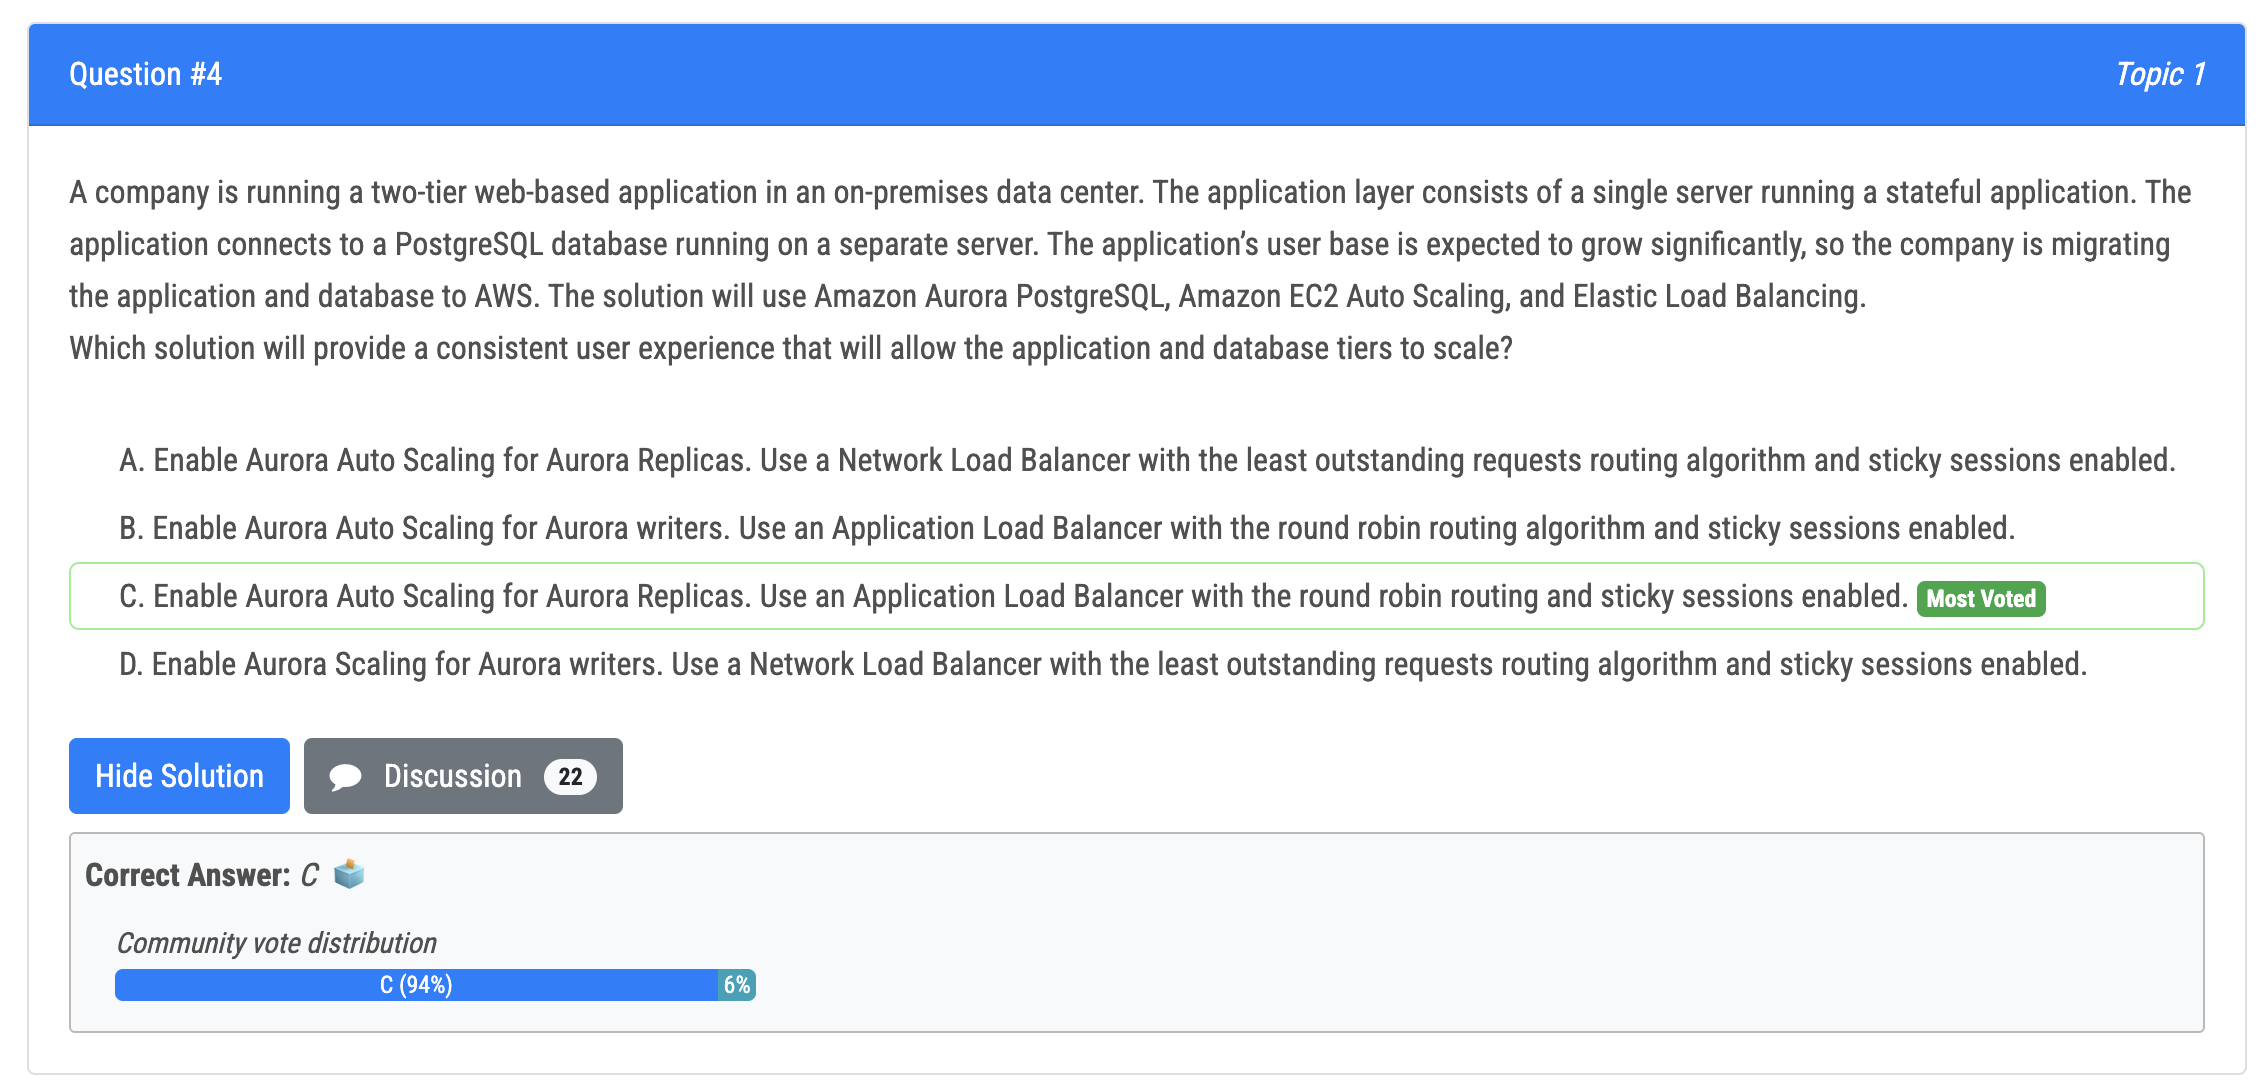 Question #4
Topic 1
A company is running a two-tier web-based application in an on-premises data center. The application layer consists of a single server running a stateful application. The
application connects to a PostgreSQL database running on a separate server. The application’s user base is expected to grow significantly, so the company is migrating
the application and database to AWS. The solution will use Amazon Aurora PostgreSQL, Amazon EC2 Auto Scaling, and Elastic Load Balancing.
Which solution will provide a consistent user experience that will allow the application and database tiers to scale?
A. Enable Aurora Auto Scaling for Aurora Replicas. Use a Network Load Balancer with the least outstanding requests routing algorithm and sticky sessions enabled.
B. Enable Aurora Auto Scaling for Aurora writers. Use an Application Load Balancer with the round robin routing algorithm and sticky sessions enabled.
C. Enable Aurora Auto Scaling for Aurora Replicas. Use an Application Load Balancer with the round robin routing and sticky sessions enabled. Most Voted
D. Enable Aurora Scaling for Aurora writers. Use a Network Load Balancer with the least outstanding requests routing algorithm and sticky sessions enabled.
Hide Solution
Discussion 22
Correct Answer: C
Community vote distribution
C (94%) 6%